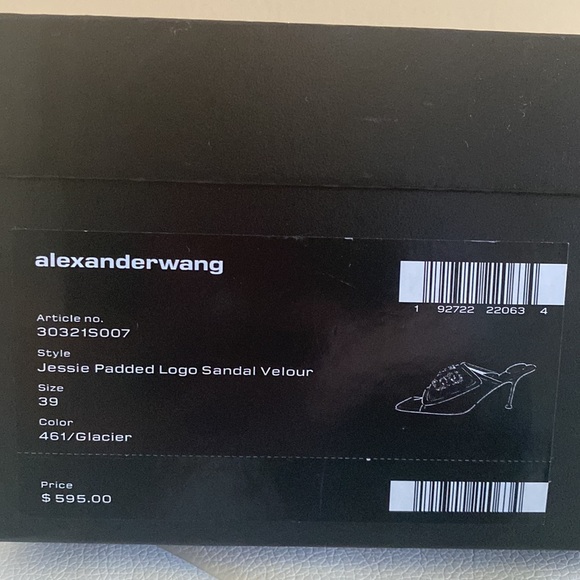 alexanderwang
1 92722 22063 4
Article no.
30321S007
Style
Jessie Padded Logo Sandal Velour
Size
39
Color
461/Glacier
Price
$595.00